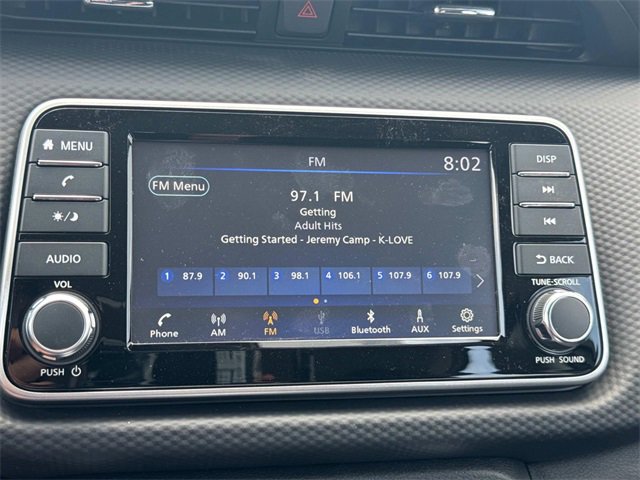 MENU
AUDIO
VOL
PUSH
FM
8:02
FM Menu
97.1 FM
Getting
Adult Hits
Getting Started - Jeremy Camp - K-LOVE
1 87.9 2 90.1 3 98.1 4 106.1 5 107.9 6 107.9
Phone AM FM USB Bluetooth AUX Settings
DISP
BACK
TUNE·SCROLL
PUSH SOUND